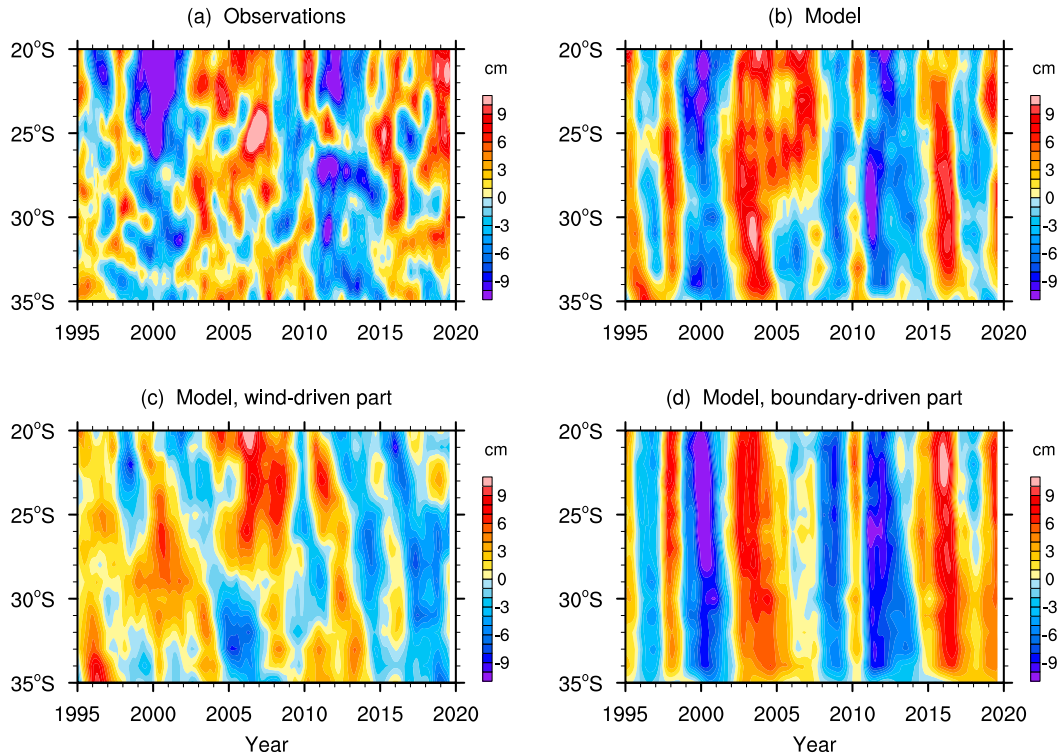 (a) Observations
(b) Model
20°S
25°S
30°S
35°S
1995 2000 2005 2010 2015 2020
cm
9
6
3
0
-3
-6
-9
20°S
25°S
30°S
35°S
1995 2000 2005 2010 2015 2020
cm
9
6
3
0
-3
-6
-9
(c) Model, wind-driven part
(d) Model, boundary-driven part
20°S
25°S
30°S
35°S
1995 2000 2005 2010 2015 2020
Year
cm
9
6
3
0
-3
-6
-9
20°S
25°S
30°S
35°S
1995 2000 2005 2010 2015 2020
Year
cm
9
6
3
0
-3
-6
-9